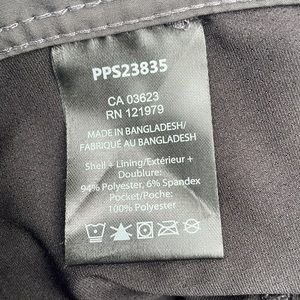 PPS23835
CA 03623
RN 121979
MADE IN BANGLADESH/
FABRIQUÉ AU BANGLADESH
Shell + Lining/Extérieur +
Doublure:
94% Polyester, 6% Spandex
Pocket/Poche:
100% Polyester